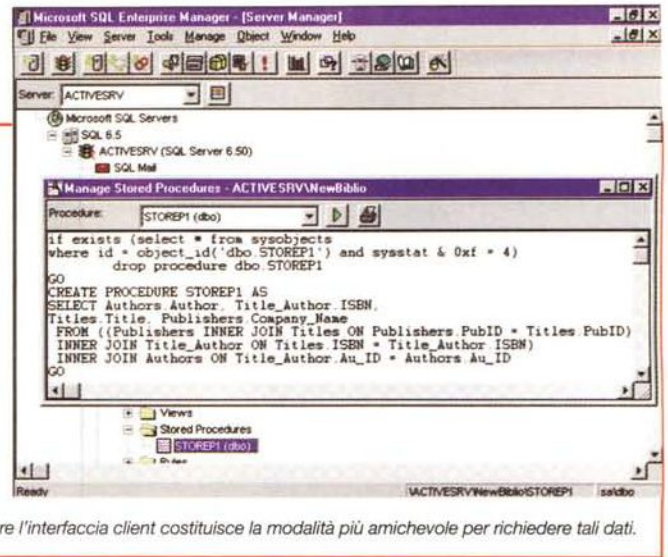 Microsoft SQL Enterprise Manager - [Server Manager]
File View Server Tools Manage Object Window Help
Server: ACTIVESRV
Microsoft SQL Servers
SQL 6.5
ACTIVESRV (SQL Server 6.50)
SQL Mail
Manage Stored Procedures - ACTIVESRV\NewBiblio
Procedure: STOREP1 (dbo)
if exists (select * from sysobjects
where id = object_id('dbo.STOREP1') and sysstat & 0xf = 4)
drop procedure dbo.STOREP1
GO
CREATE PROCEDURE STOREP1 AS
SELECT Authors.Author, Title_Author.ISBN,
Titles.Title, Publishers.Company_Name
FROM ((Publishers INNER JOIN Titles ON Publishers.PubID = Titles.PubID)
INNER JOIN Title_Author ON Titles.ISBN = Title_Author.ISBN)
INNER JOIN Authors ON Title_Author.Au_ID = Authors.Au_ID
GO
Views
Stored Procedures
STOREP1 (dbo)
Rules
Ready \\ACTIVESRV\NewBiblio\STOREP1 sa/dbo
re l'interfaccia client costituisce la modalità più amichevole per richiedere tali dati.